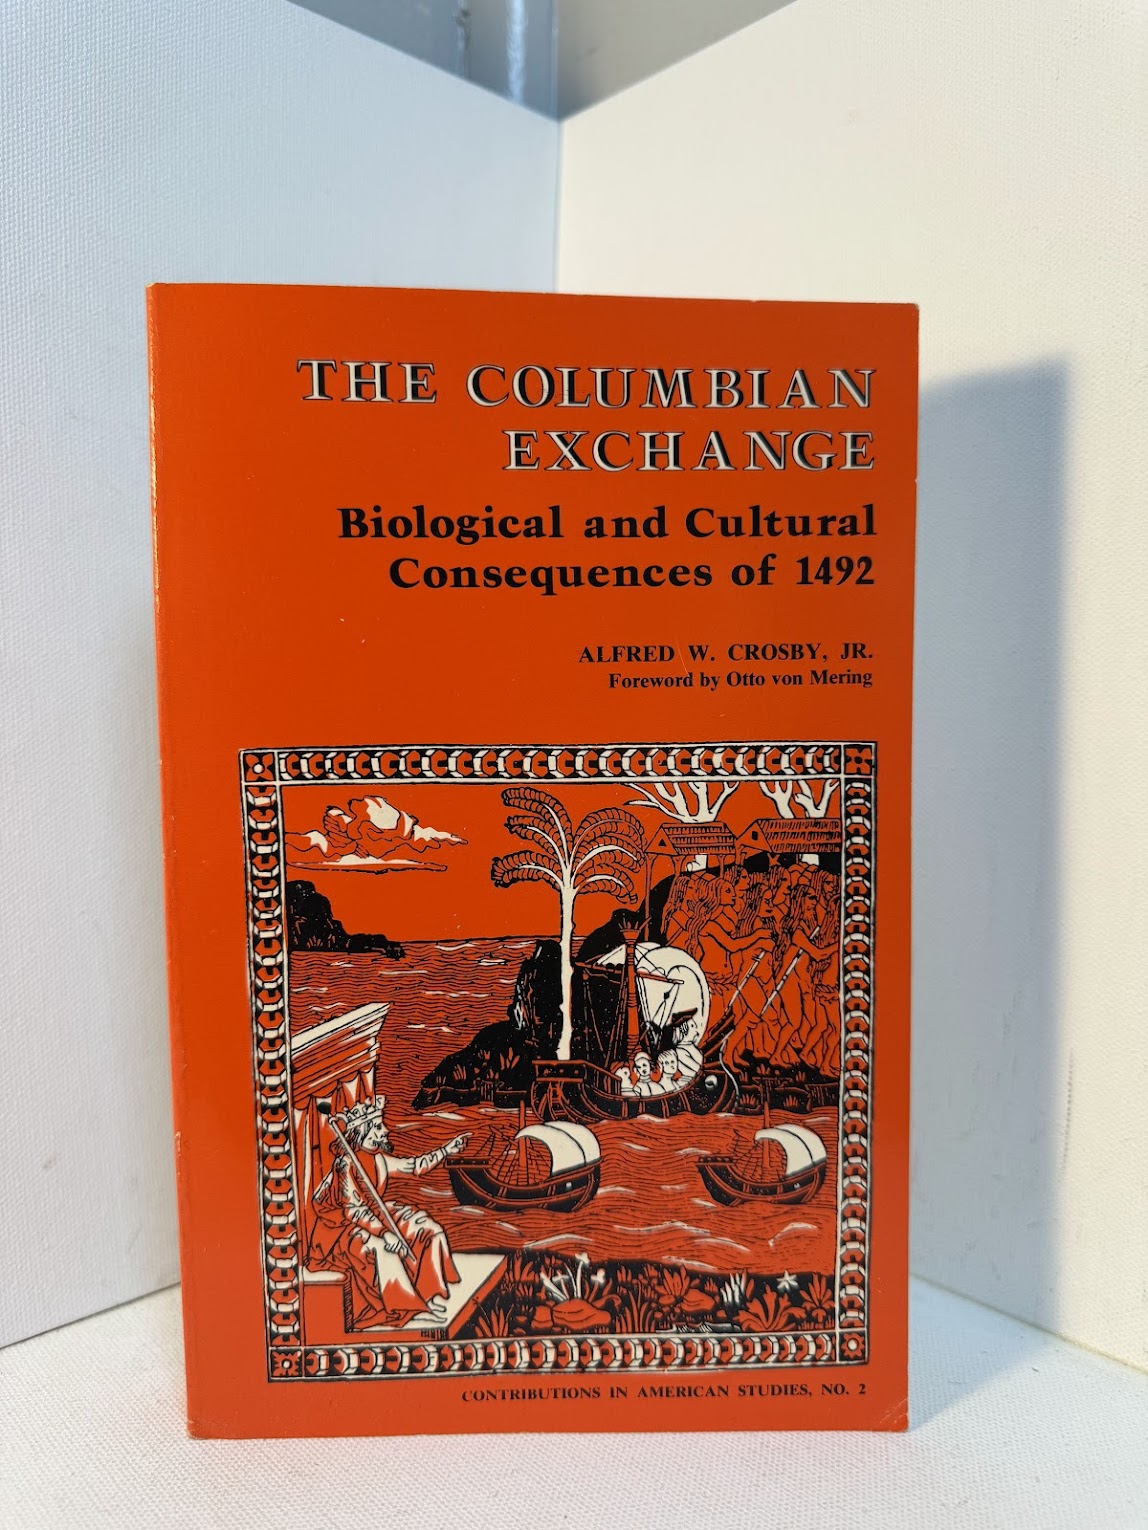 THE COLUMBIAN
EXCHANGE
Biological and Cultural
Consequences of 1492
ALFRED W. CROSBY, JR.
Foreword by Otto von Mering
CONTRIBUTIONS IN AMERICAN STUDIES, NO. 2